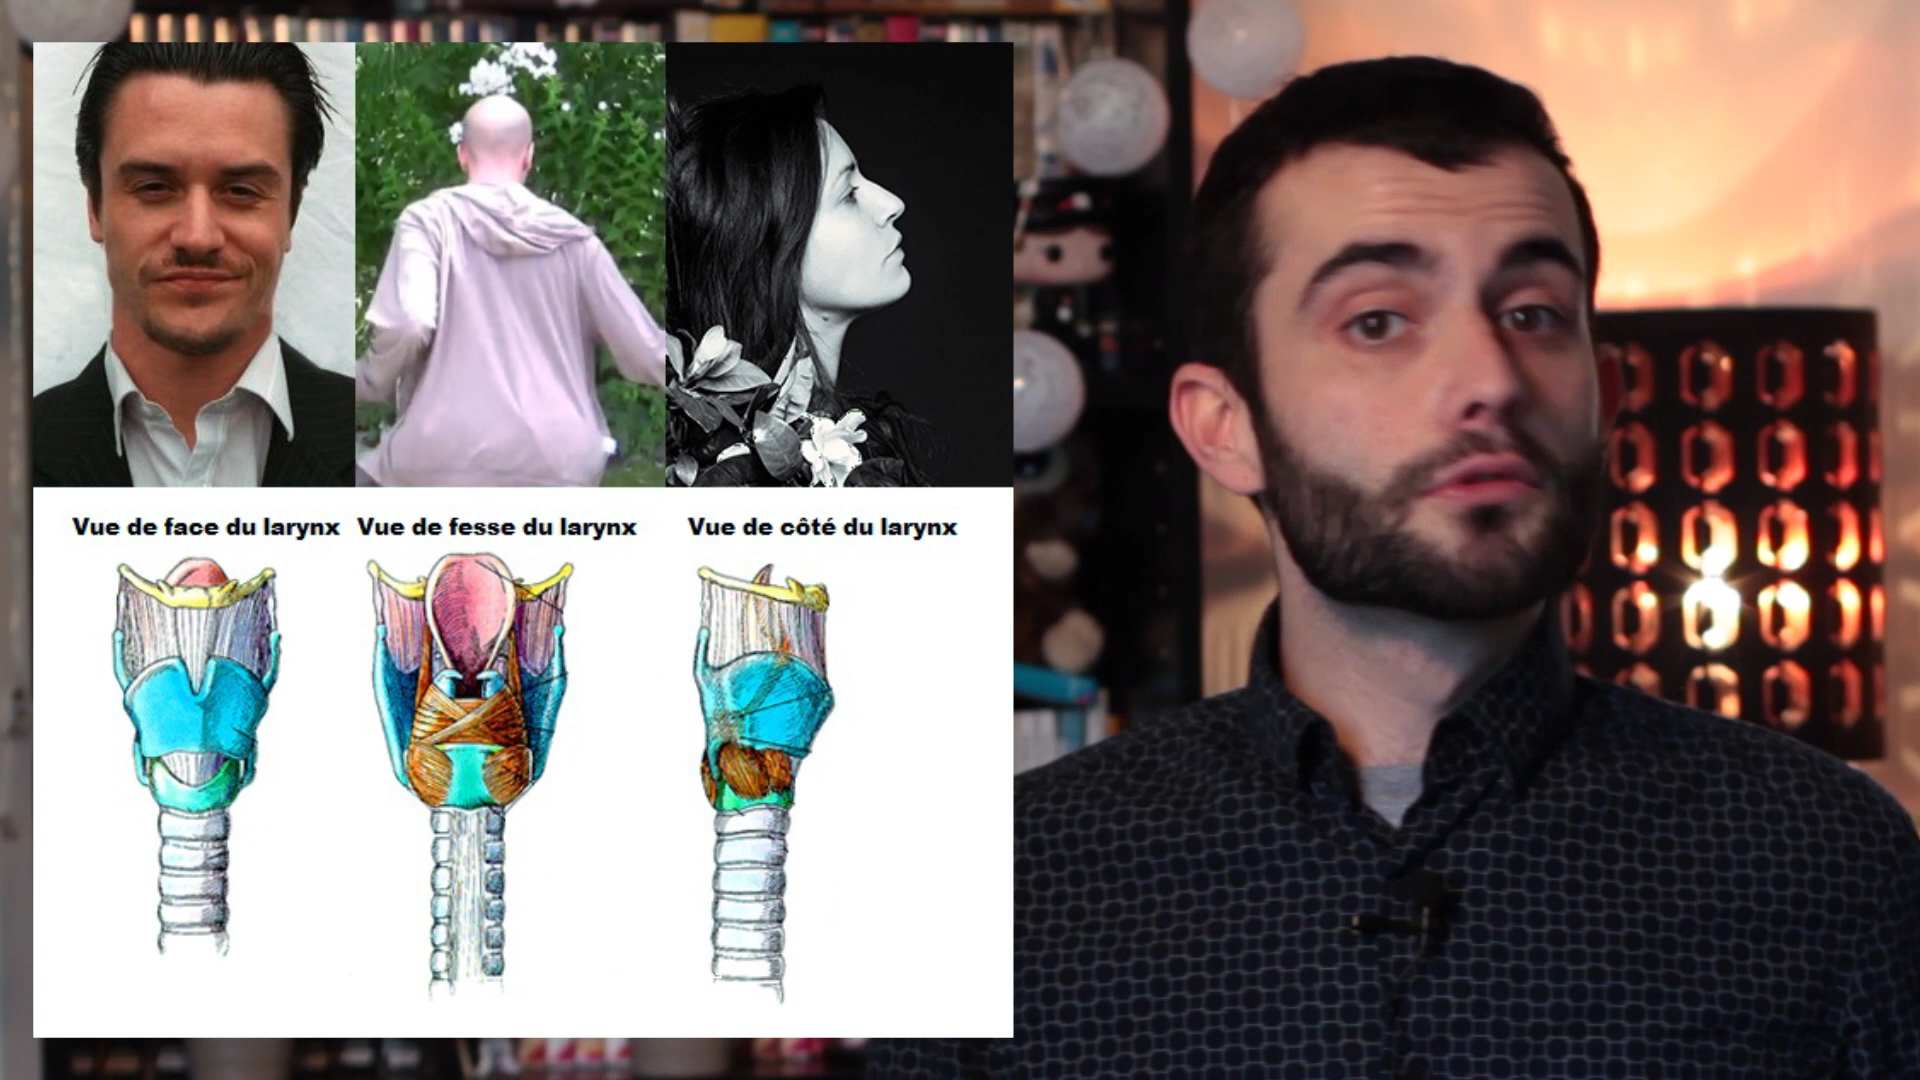 Vue de face du larynx
Vue de fesse du larynx
Vue de côté du larynx